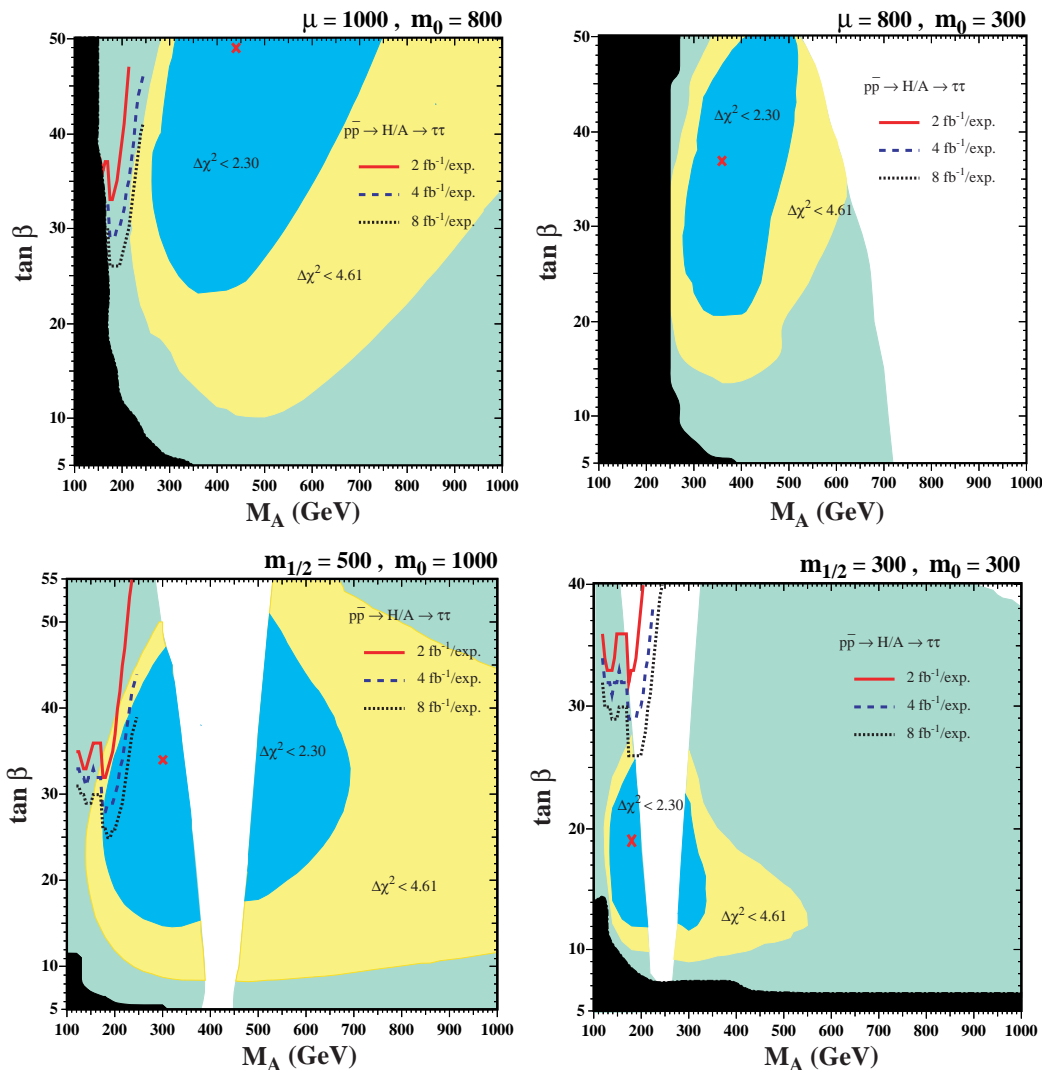 μ = 1000 , m0 = 800
50
40
30
20
10
5
tan β
pp̅ → H/A → ττ
2 fb⁻¹/exp.
4 fb⁻¹/exp.
8 fb⁻¹/exp.
Δχ² < 2.30
Δχ² < 4.61
100 200 300 400 500 600 700 800 900 1000
M_A (GeV)
μ = 800 , m0 = 300
50
40
30
20
10
5
tan β
pp̅ → H/A → ττ
2 fb⁻¹/exp.
4 fb⁻¹/exp.
8 fb⁻¹/exp.
Δχ² < 2.30
Δχ² < 4.61
100 200 300 400 500 600 700 800 900 1000
M_A (GeV)
m1/2 = 500 , m0 = 1000
55
50
40
30
20
10
5
tan β
pp̅ → H/A → ττ
2 fb⁻¹/exp.
4 fb⁻¹/exp.
8 fb⁻¹/exp.
Δχ² < 2.30
Δχ² < 4.61
100 200 300 400 500 600 700 800 900 1000
M_A (GeV)
m1/2 = 300 , m0 = 300
40
30
20
10
5
tan β
pp̅ → H/A → ττ
2 fb⁻¹/exp.
4 fb⁻¹/exp.
8 fb⁻¹/exp.
Δχ² < 2.30
Δχ² < 4.61
100 200 300 400 500 600 700 800 900 1000
M_A (GeV)